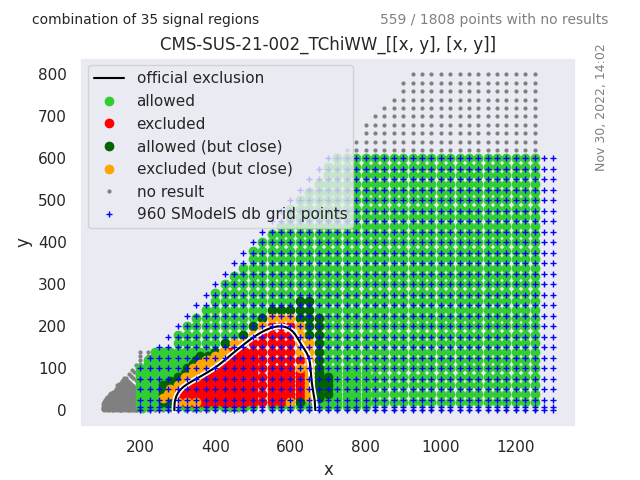 combination of 35 signal regions
559 / 1808 points with no results
CMS-SUS-21-002_TChiWW_[[x, y], [x, y]]
official exclusion
allowed
excluded
allowed (but close)
excluded (but close)
no result
960 SModelS db grid points
Nov 30, 2022, 14:02
y
800
700
600
500
400
300
200
100
0
200 400 600 800 1000 1200
x